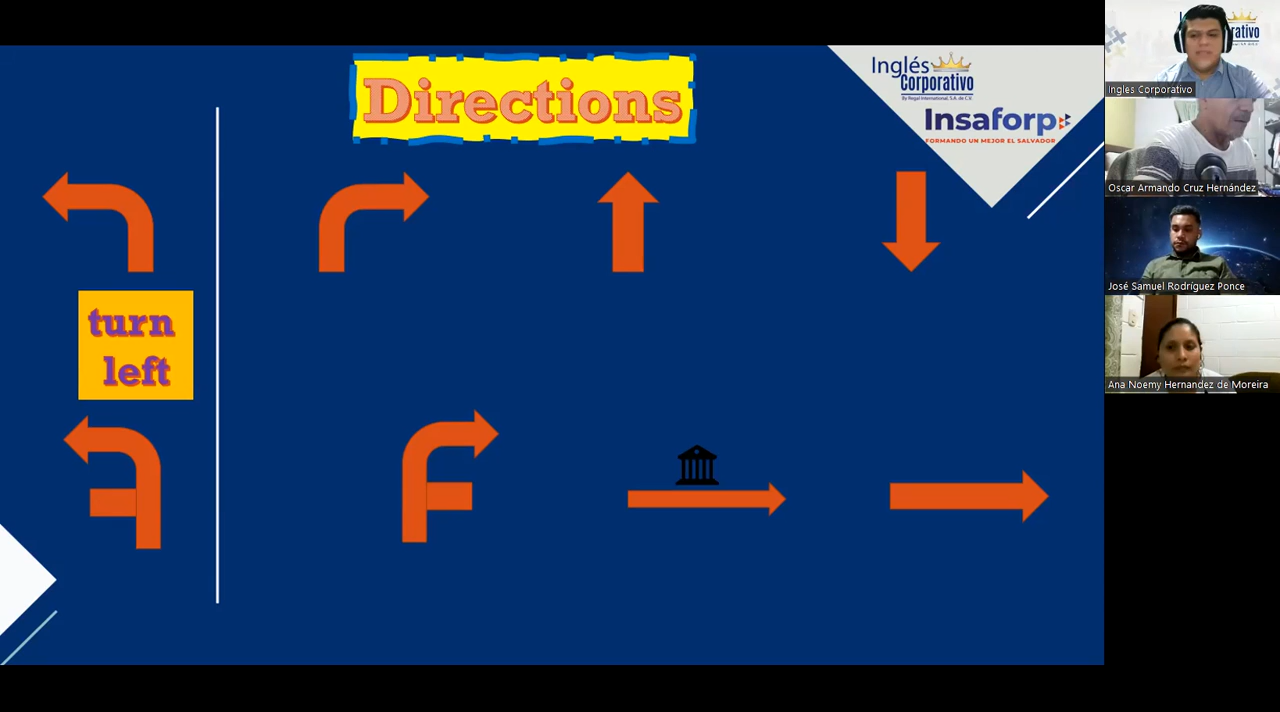 Directions
Inglés
Corporativo
By Regal International, S.A. de C.V.
Insaforp
FORMANDO UN MEJOR EL SALVADOR
turn
left
Ingles Corporativo
Oscar Armando Cruz Hernández
José Samuel Rodríguez Ponce
Ana Noemy Hernandez de Moreira